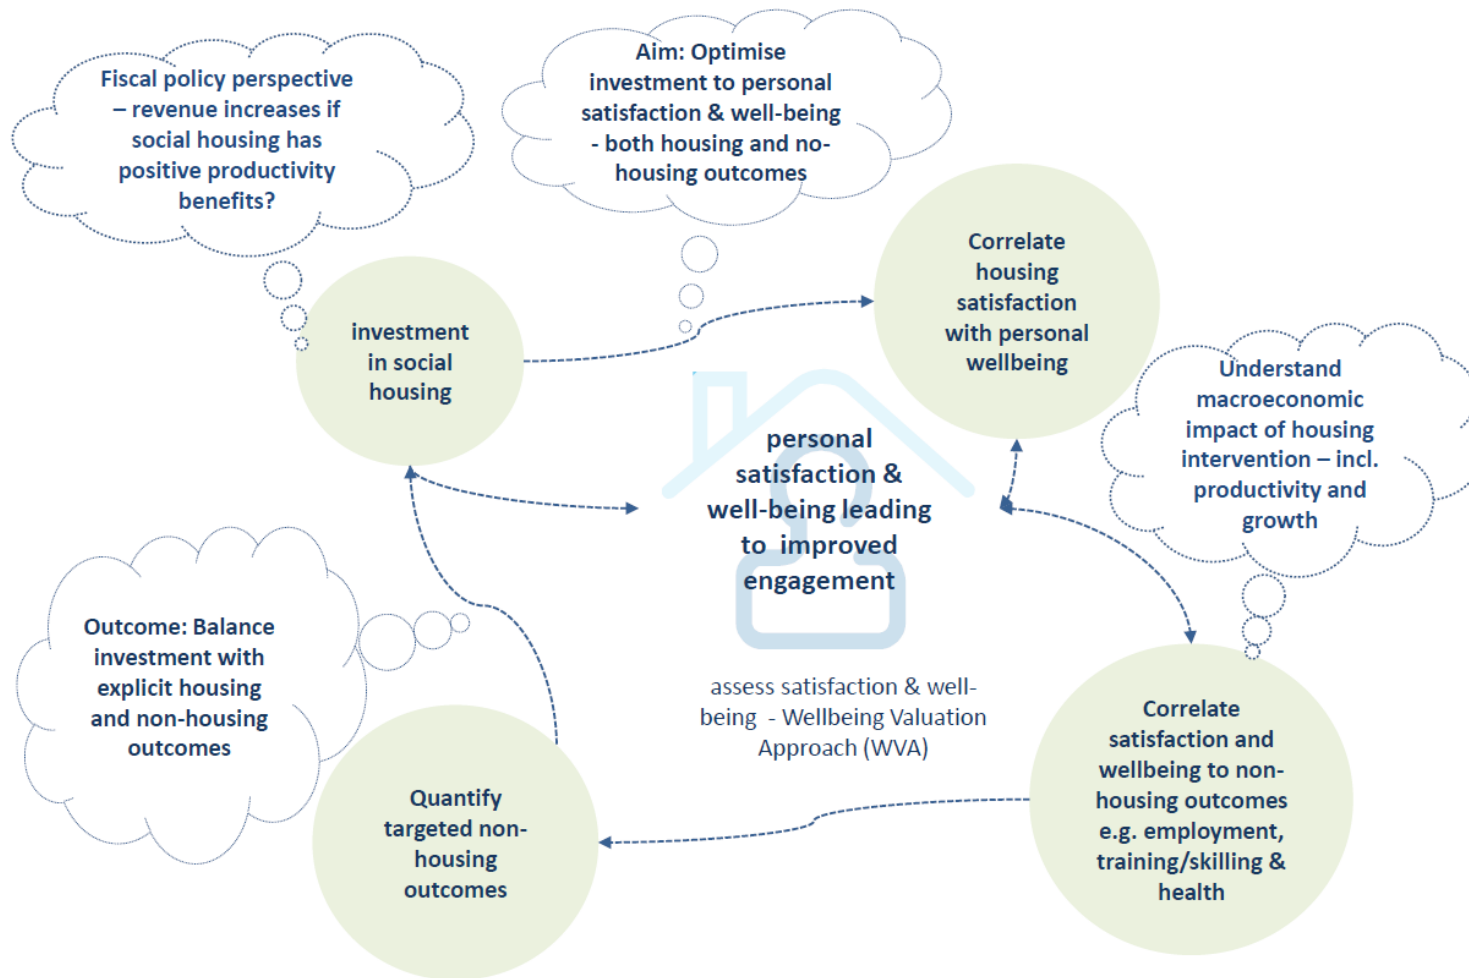 Fiscal policy perspective
– revenue increases if
social housing has
positive productivity
benefits?
Aim: Optimise
investment to personal
satisfaction & well-being
- both housing and no-
housing outcomes
Correlate
housing
satisfaction
with personal
wellbeing
investment
in social
housing
Understand
macroeconomic
impact of housing
intervention – incl.
productivity and
growth
personal
satisfaction &
well-being leading
to improved
engagement
Outcome: Balance
investment with
explicit housing
and non-housing
outcomes
assess satisfaction & well-
being - Wellbeing Valuation
Approach (WVA)
Correlate
satisfaction and
wellbeing to non-
housing outcomes
e.g. employment,
training/skilling &
health
Quantify
targeted non-
housing
outcomes